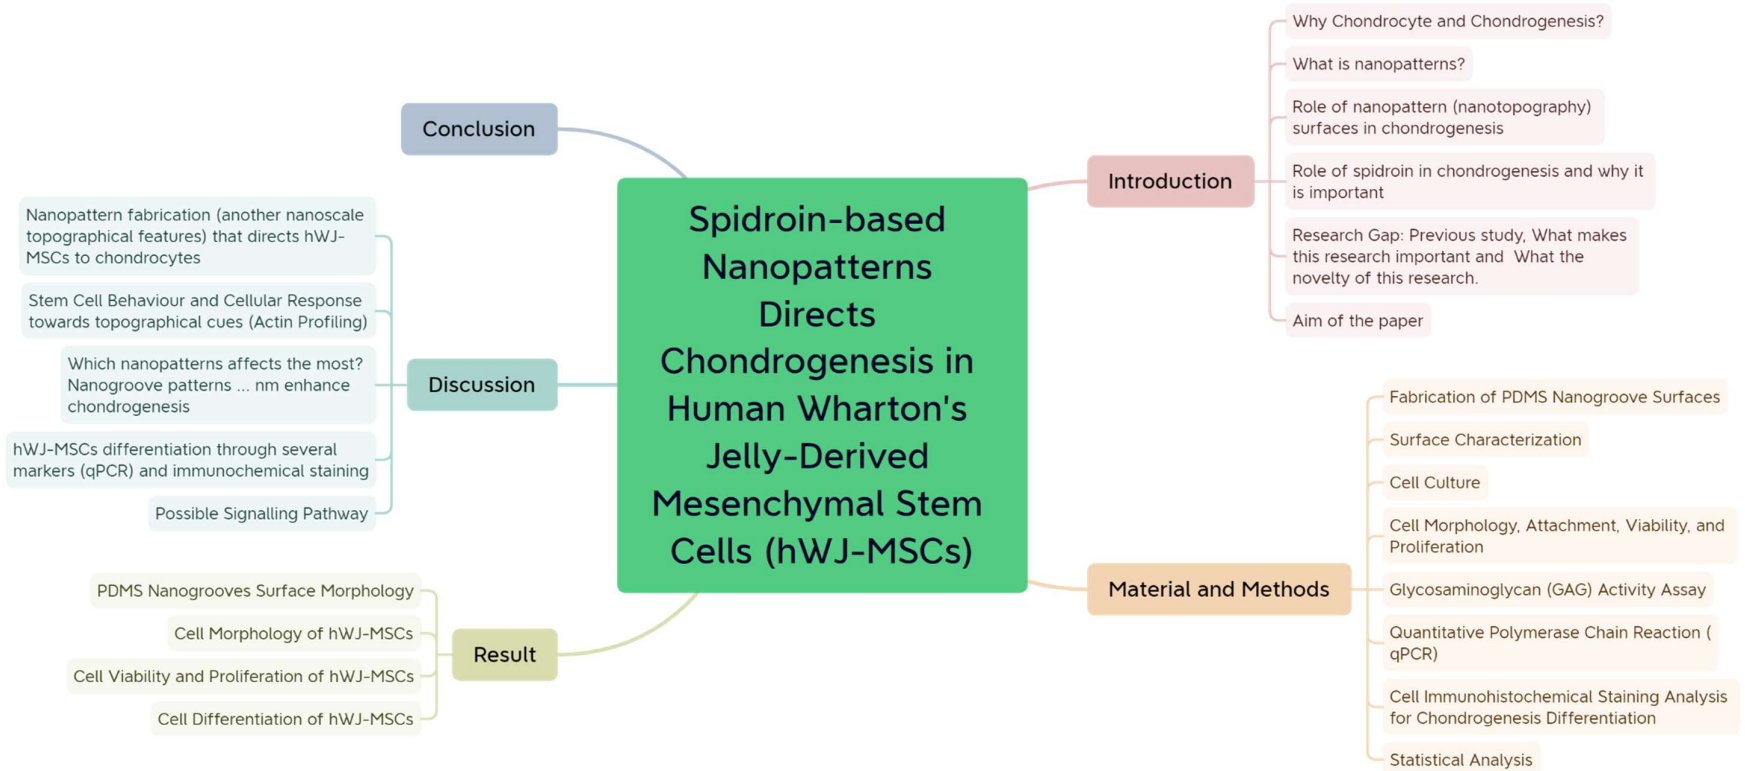 Spidroin-based
Nanopatterns
Directs
Chondrogenesis in
Human Wharton's
Jelly-Derived
Mesenchymal Stem
Cells (hWJ-MSCs)
Introduction
Why Chondrocyte and Chondrogenesis?
What is nanopatterns?
Role of nanopattern (nanotopography)
surfaces in chondrogenesis
Role of spidroin in chondrogenesis and why it
is important
Research Gap: Previous study, What makes
this research important and  What the
novelty of this research.
Aim of the paper
Material and Methods
Fabrication of PDMS Nanogroove Surfaces
Surface Characterization
Cell Culture
Cell Morphology, Attachment, Viability, and
Proliferation
Glycosaminoglycan (GAG) Activity Assay
Quantitative Polymerase Chain Reaction (
qPCR)
Cell Immunohistochemical Staining Analysis
for Chondrogenesis Differentiation
Statistical Analysis
Result
PDMS Nanogrooves Surface Morphology
Cell Morphology of hWJ-MSCs
Cell Viability and Proliferation of hWJ-MSCs
Cell Differentiation of hWJ-MSCs
Discussion
Nanopattern fabrication (another nanoscale
topographical features) that directs hWJ-
MSCs to chondrocytes
Stem Cell Behaviour and Cellular Response
towards topographical cues (Actin Profiling)
Which nanopatterns affects the most?
Nanogroove patterns ... nm enhance
chondrogenesis
hWJ-MSCs differentiation through several
markers (qPCR) and immunochemical staining
Possible Signalling Pathway
Conclusion